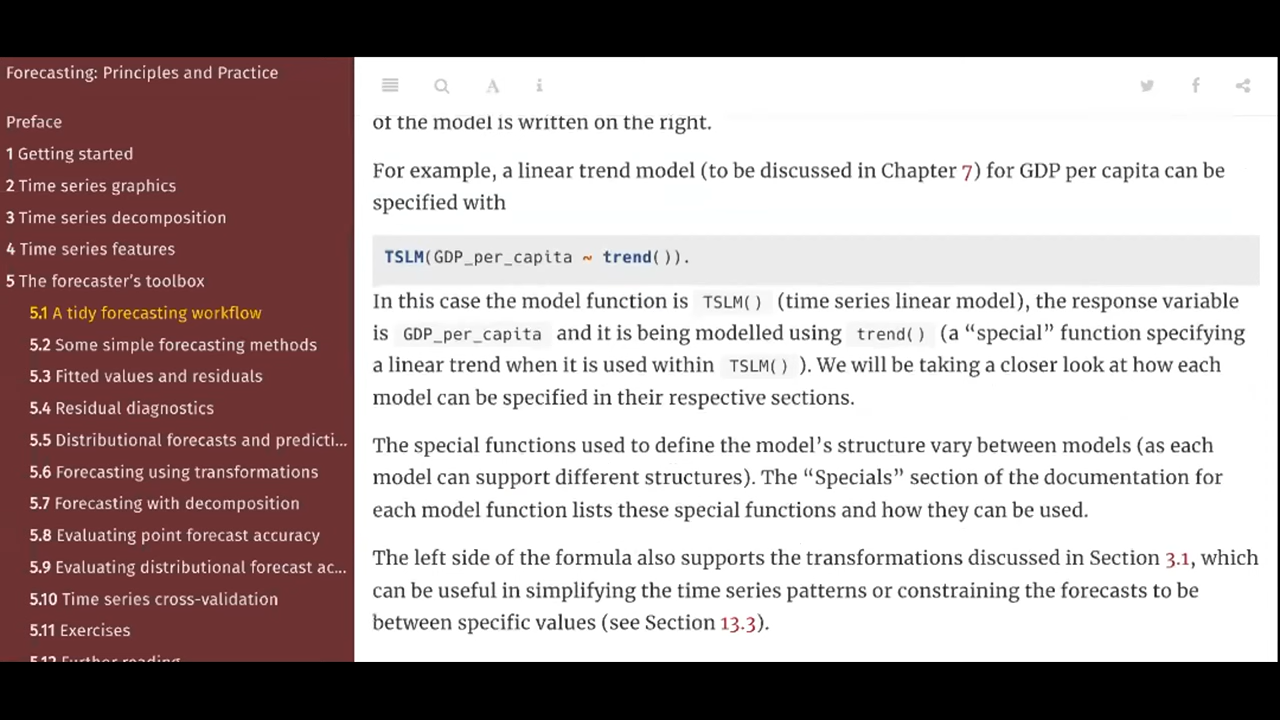 Forecasting: Principles and Practice
Preface
1 Getting started
2 Time series graphics
3 Time series decomposition
4 Time series features
5 The forecaster’s toolbox
5.1 A tidy forecasting workflow
5.2 Some simple forecasting methods
5.3 Fitted values and residuals
5.4 Residual diagnostics
5.5 Distributional forecasts and predicti...
5.6 Forecasting using transformations
5.7 Forecasting with decomposition
5.8 Evaluating point forecast accuracy
5.9 Evaluating distributional forecast ac...
5.10 Time series cross-validation
5.11 Exercises
5.12 Further reading
of the model is written on the right.
For example, a linear trend model (to be discussed in Chapter 7) for GDP per capita can be
specified with
TSLM(GDP_per_capita ~ trend()).
In this case the model function is TSLM() (time series linear model), the response variable
is GDP_per_capita and it is being modelled using trend() (a “special” function specifying
a linear trend when it is used within TSLM() ). We will be taking a closer look at how each
model can be specified in their respective sections.
The special functions used to define the model’s structure vary between models (as each
model can support different structures). The “Specials” section of the documentation for
each model function lists these special functions and how they can be used.
The left side of the formula also supports the transformations discussed in Section 3.1, which
can be useful in simplifying the time series patterns or constraining the forecasts to be
between specific values (see Section 13.3).